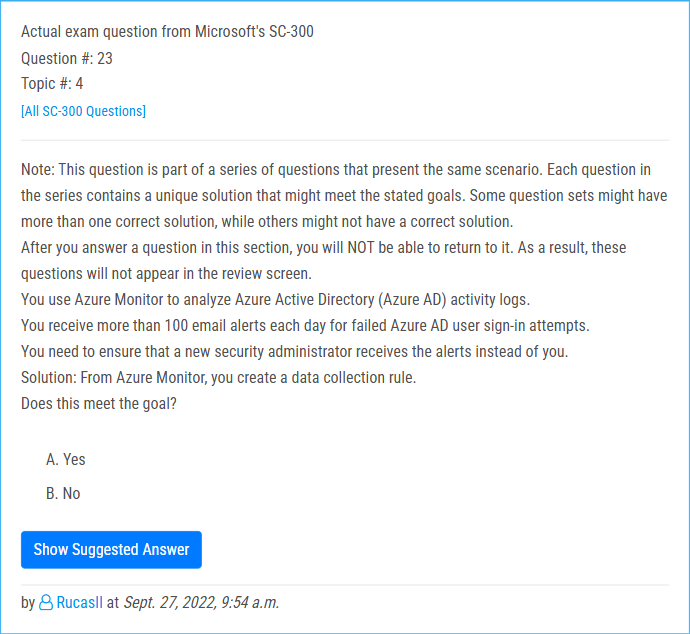 Actual exam question from Microsoft's SC-300
Question #: 23
Topic #: 4
[All SC-300 Questions]
Note: This question is part of a series of questions that present the same scenario. Each question in
the series contains a unique solution that might meet the stated goals. Some question sets might have
more than one correct solution, while others might not have a correct solution.
After you answer a question in this section, you will NOT be able to return to it. As a result, these
questions will not appear in the review screen.
You use Azure Monitor to analyze Azure Active Directory (Azure AD) activity logs.
You receive more than 100 email alerts each day for failed Azure AD user sign-in attempts.
You need to ensure that a new security administrator receives the alerts instead of you.
Solution: From Azure Monitor, you create a data collection rule.
Does this meet the goal?
A. Yes
B. No
Show Suggested Answer
by Rucasll at Sept. 27, 2022, 9:54 a.m.